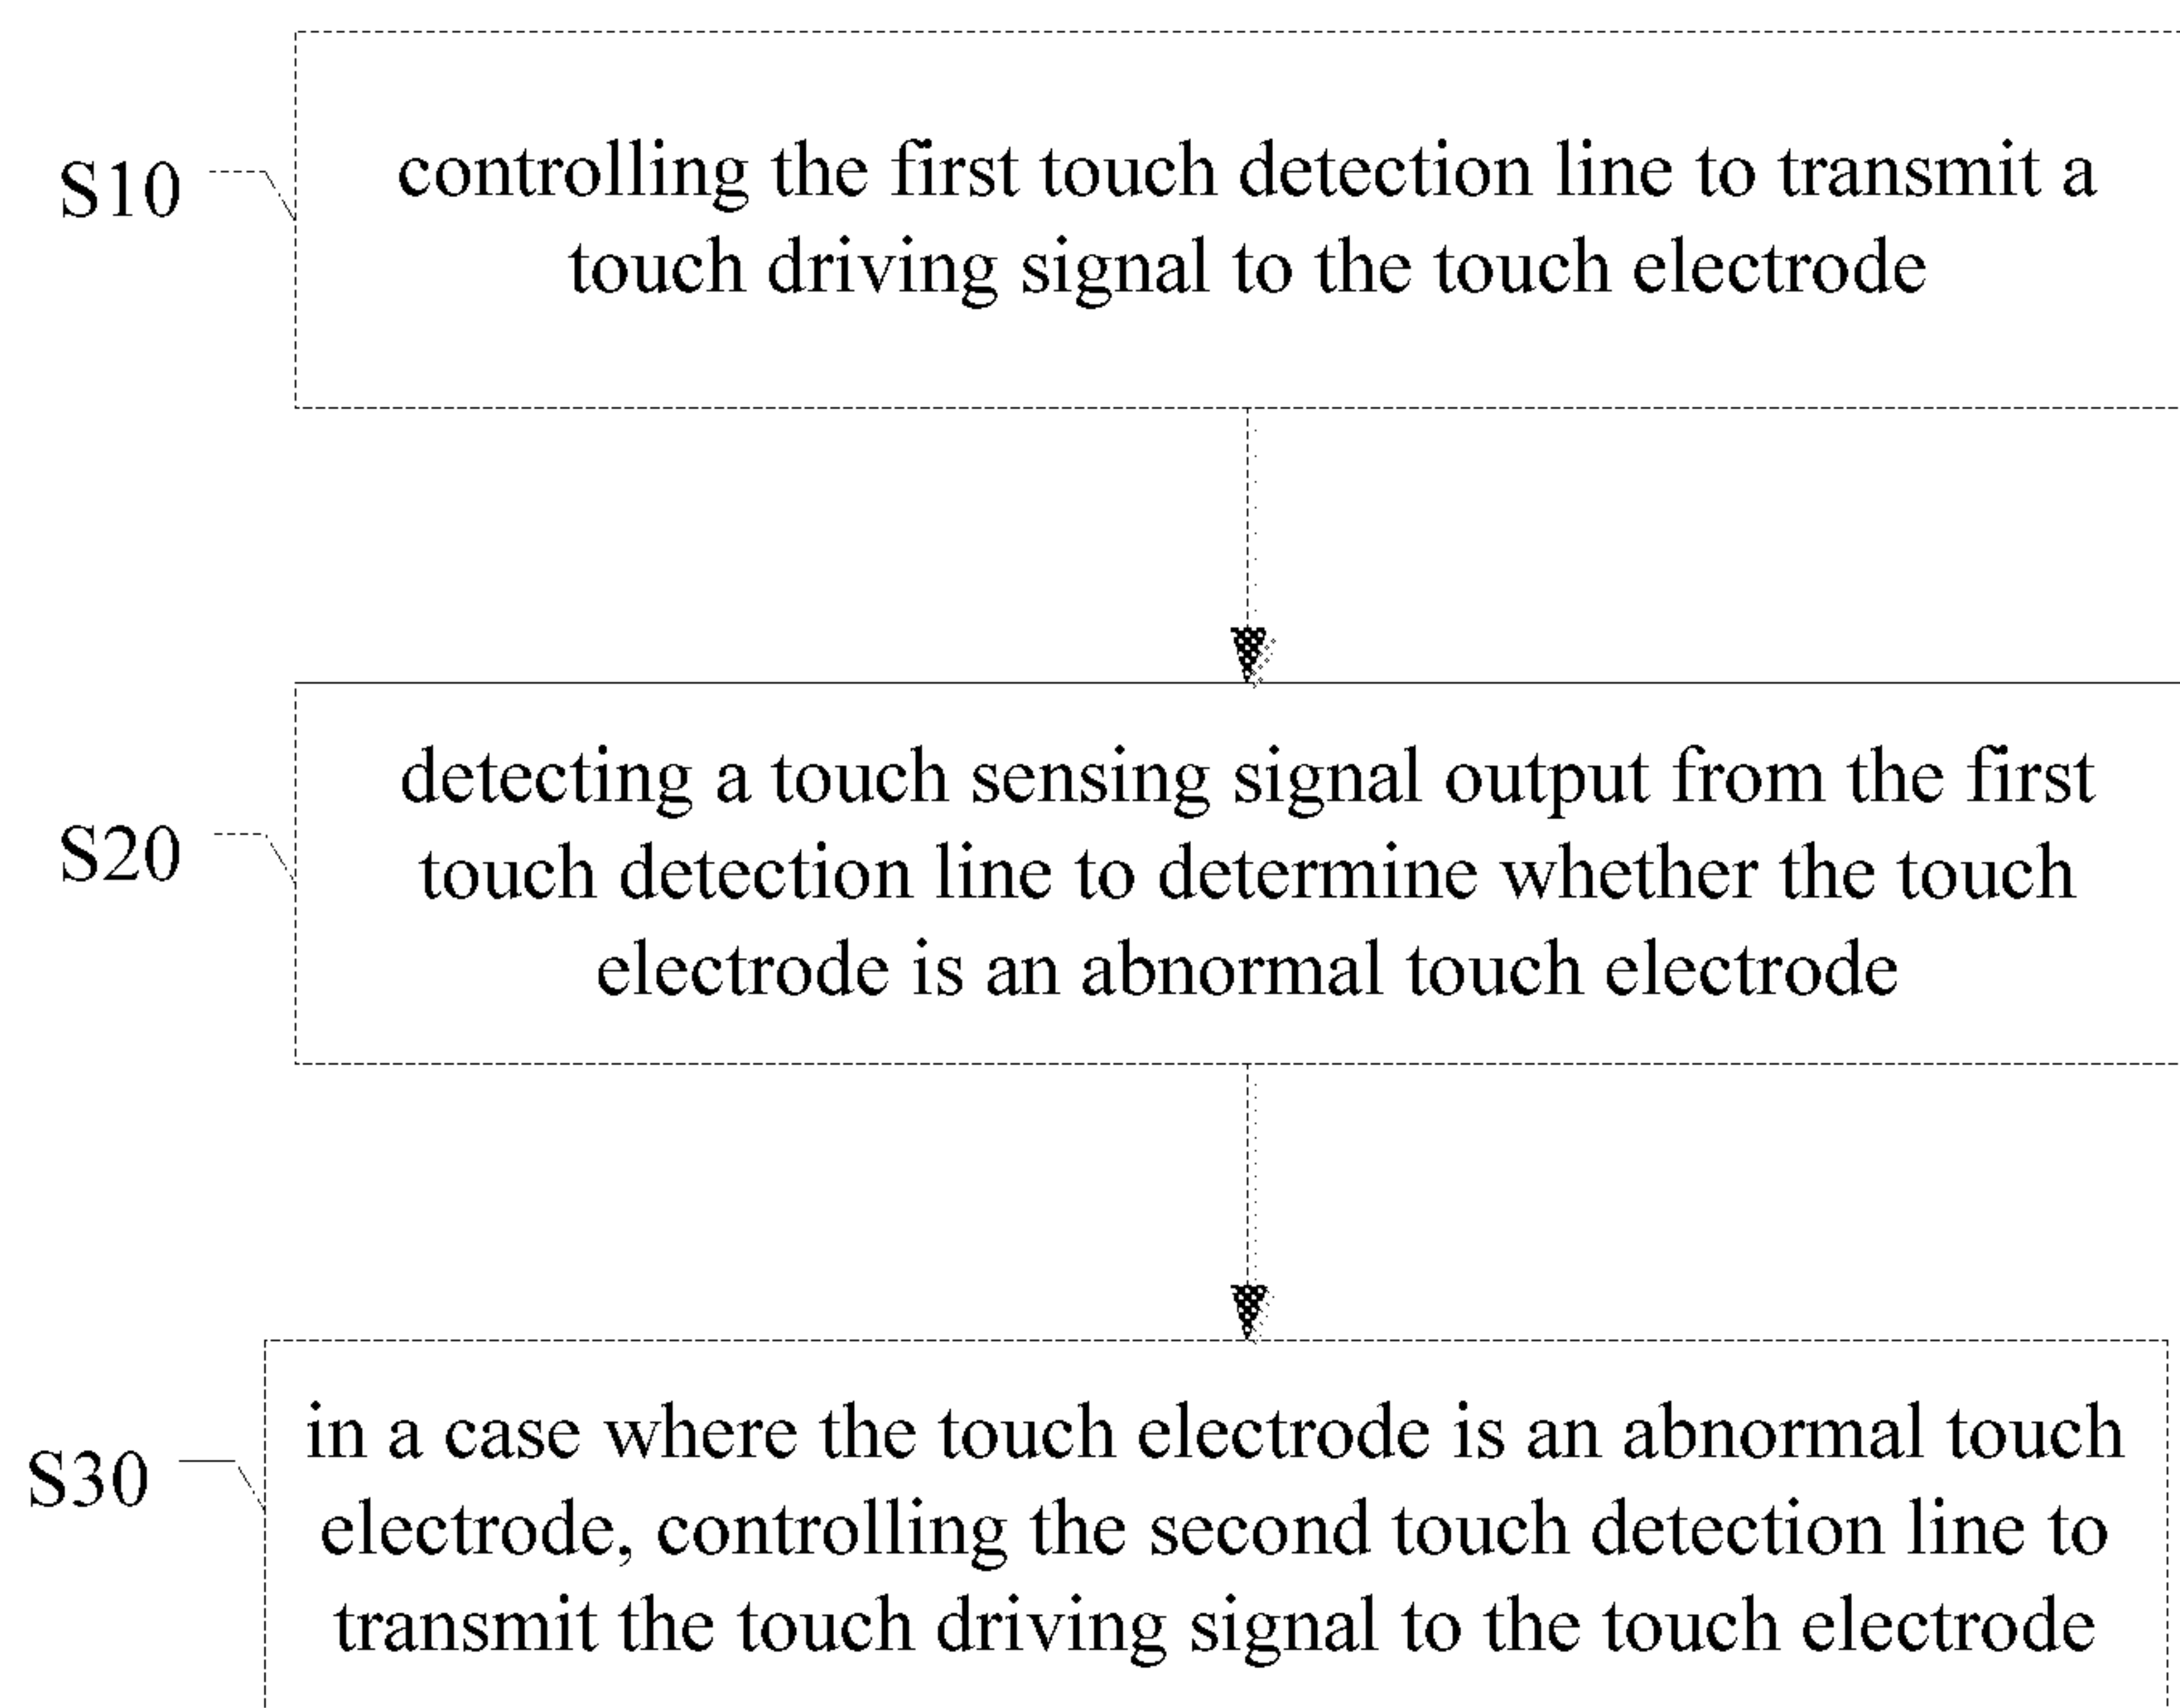 S10
controlling the first touch detection line to transmit a
touch driving signal to the touch electrode
S20
detecting a touch sensing signal output from the first
touch detection line to determine whether the touch
electrode is an abnormal touch electrode
S30
in a case where the touch electrode is an abnormal touch
electrode, controlling the second touch detection line to
transmit the touch driving signal to the touch electrode